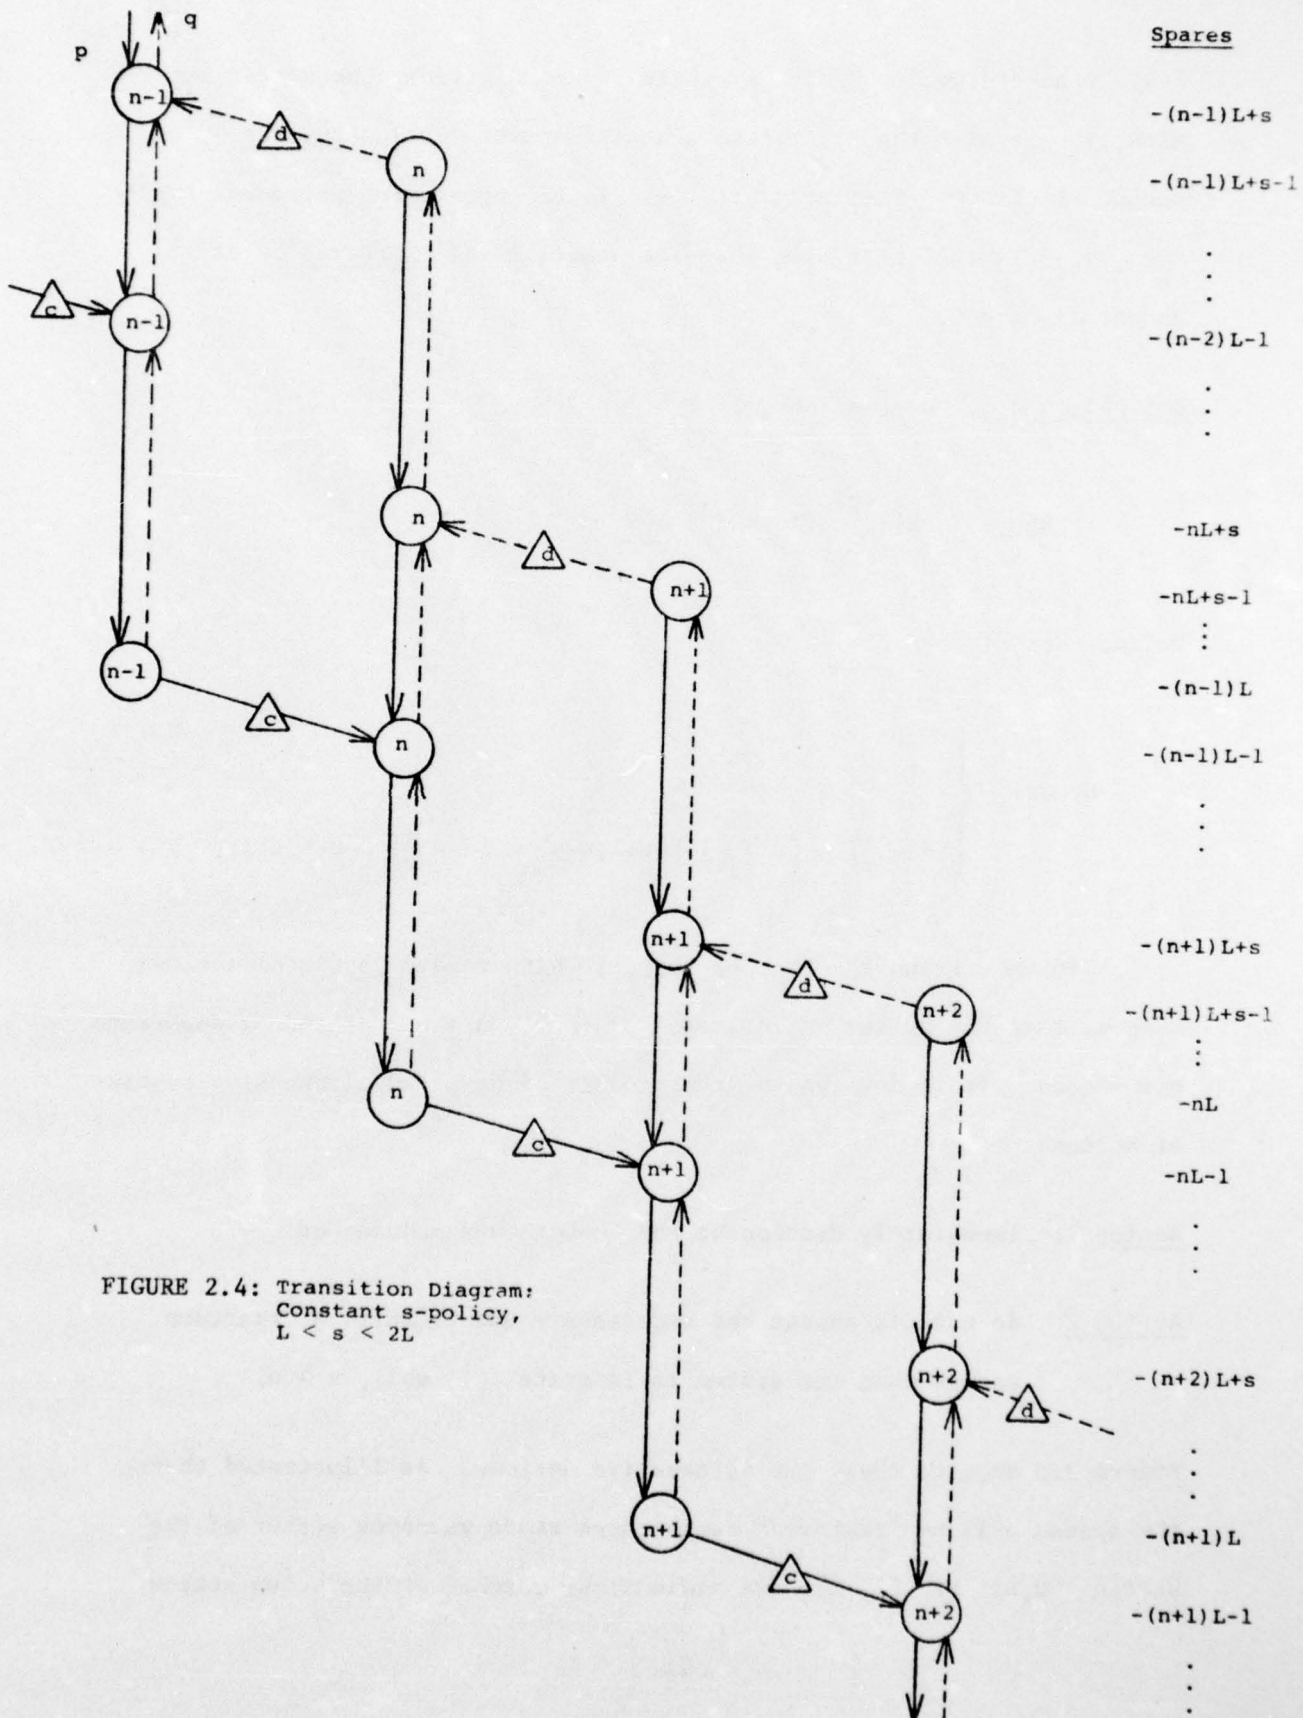 q
Spares
p
n-1
-(n-1)L+s
d
n
-(n-1)L+s-1
c
n-1
-(n-2)L-1
n
-nL+s
d
n+1
-nL+s-1
n-1
-(n-1)L
c
n
-(n-1)L-1
n+1
-(n+1)L+s
d
n+2
-(n+1)L+s-1
n
-nL
c
n+1
-nL-1
FIGURE 2.4: Transition Diagram:
Constant s-policy,
L < s < 2L
n+2
-(n+2)L+s
d
n+1
-(n+1)L
c
n+2
-(n+1)L-1